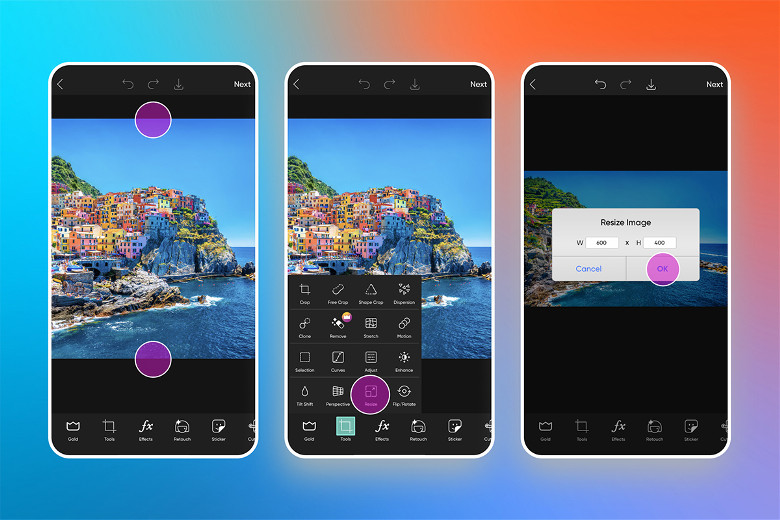 Next
Gold Tools Effects Retouch Sticker Cu
Next
Crop Free Crop Shape Crop Dispersion
Clone Remove Stretch Motion
Selection Curves Adjust Enhance
Tilt Shift Perspective Resize Flip/Rotate
Gold Tools Effects Retouch Sticker Cu
Next
Resize Image
W 600 x H 400
Cancel OK
Gold Tools Effects Retouch Sticker Cu